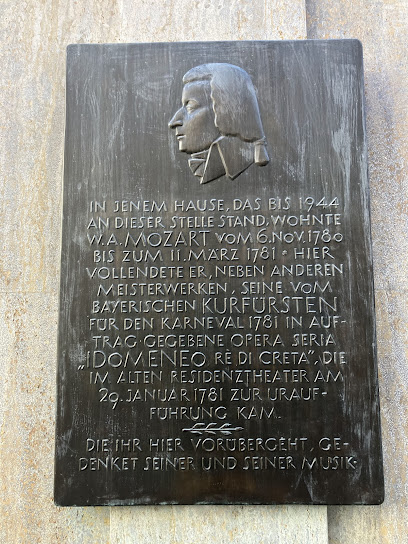 IN JENEM HAUSE, DAS BIS 1944
AN DIESER STELLE STAND, WOHNTE
W.A. MOZART VOM 6. NOV. 1780
BIS ZUM 11. MÄRZ 1781 • HIER
VOLLENDETE ER, NEBEN ANDEREN
MEISTERWERKEN, SEINE VOM
BAYERISCHEN KURFÜRSTEN
FÜR DEN KARNEVAL 1781 IN AUF-
TRAG GEGEBENE OPERA SERIA
„IDOMENEO RÈ DI CRETA", DIE
IM ALTEN RESIDENZTHEATER AM
29. JANUAR 1781 ZUR URAUF-
FÜHRUNG KAM.
DIE IHR HIER VORÜBERGEHT, GE-
DENKET SEINER UND SEINER MUSIK•